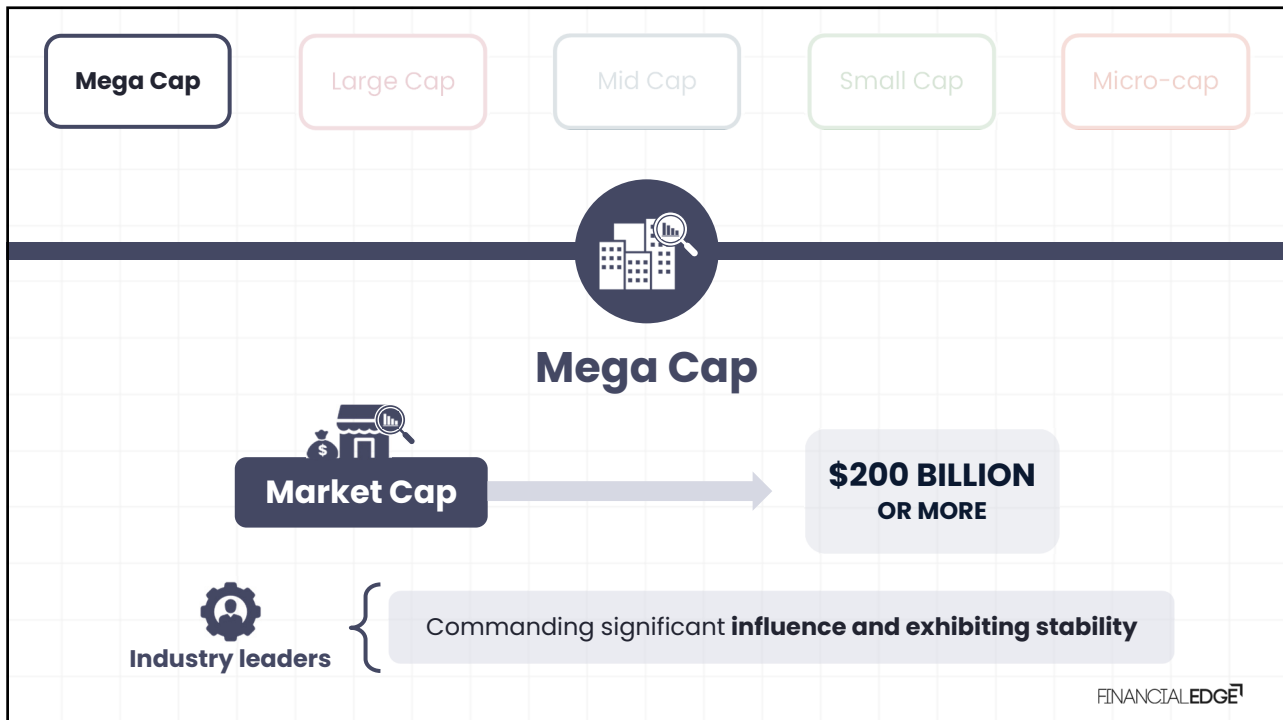 Mega Cap
Large Cap
Mid Cap
Small Cap
Micro-cap
Mega Cap
$
Market Cap
$200 BILLION
OR MORE
Industry leaders
Commanding significant influence and exhibiting stability
FINANCIALEDGE